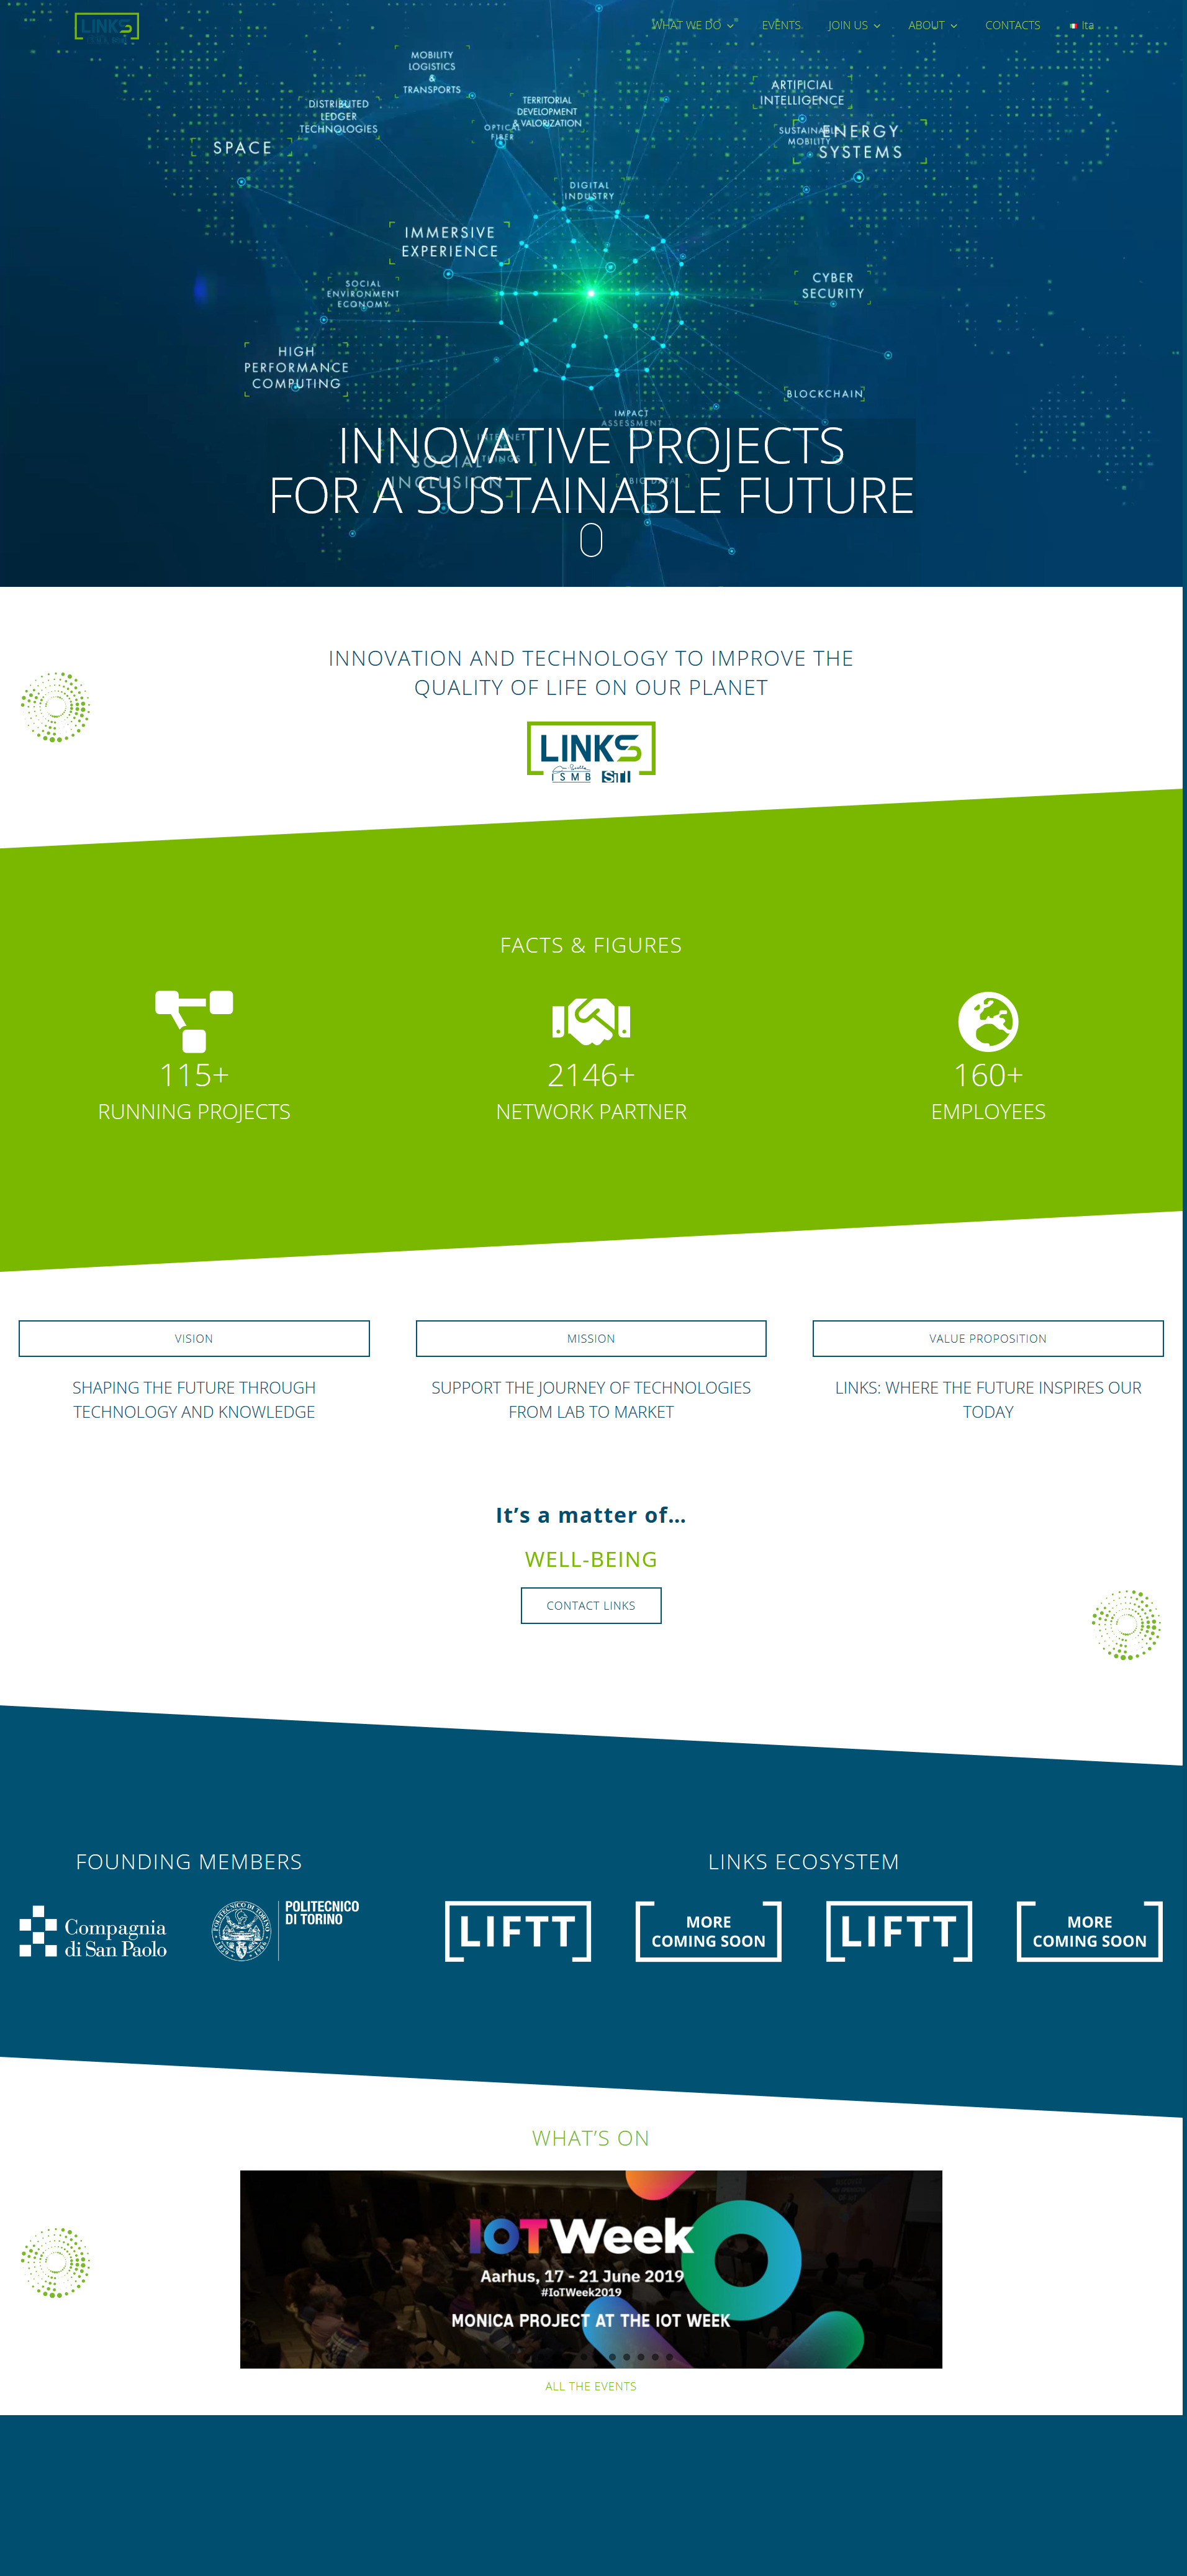 LINKS
WHAT WE DO
EVENTS
JOIN US
ABOUT
CONTACTS
Ita
MOBILITY
LOGISTICS
&
TRANSPORTS
DISTRIBUTED
LEDGER
TECHNOLOGIES
TERRITORIAL
DEVELOPMENT
& VALORIZATION
OPTICAL
FIBER
ARTIFICIAL
INTELLIGENCE
SUSTAINABLE
MOBILITY
ENERGY
SYSTEMS
SPACE
DIGITAL
INDUSTRY
IMMERSIVE
EXPERIENCE
SOCIAL
ENVIRONMENT
ECONOMY
CYBER
SECURITY
HIGH
PERFORMANCE
COMPUTING
BLOCKCHAIN
IMPACT
ASSESSMENT
INTERNET
THINGS
SOCIAL
INCLUSION
BIG DATA
INNOVATIVE PROJECTS
FOR A SUSTAINABLE FUTURE
INNOVATION AND TECHNOLOGY TO IMPROVE THE
QUALITY OF LIFE ON OUR PLANET
LINKS
ISMB STI
FACTS & FIGURES
115+
RUNNING PROJECTS
2146+
NETWORK PARTNER
160+
EMPLOYEES
VISION
SHAPING THE FUTURE THROUGH
TECHNOLOGY AND KNOWLEDGE
MISSION
SUPPORT THE JOURNEY OF TECHNOLOGIES
FROM LAB TO MARKET
VALUE PROPOSITION
LINKS: WHERE THE FUTURE INSPIRES OUR
TODAY
It’s a matter of…
WELL-BEING
CONTACT LINKS
FOUNDING MEMBERS
Compagnia
di San Paolo
POLITECNICO
DI TORINO
LINKS ECOSYSTEM
LIFTT
MORE
COMING SOON
LIFTT
MORE
COMING SOON
WHAT’S ON
IOT Week
Aarhus, 17 - 21 June 2019
#IoTWeek2019
MONICA PROJECT AT THE IOT WEEK
ALL THE EVENTS